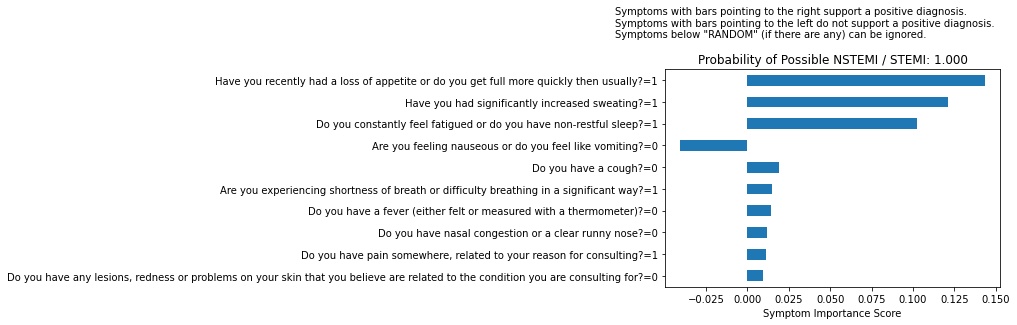 Symptoms with bars pointing to the right support a positive diagnosis.
Symptoms with bars pointing to the left do not support a positive diagnosis.
Symptoms below "RANDOM" (if there are any) can be ignored.
Probability of Possible NSTEMI / STEMI: 1.000
Have you recently had a loss of appetite or do you get full more quickly then usually?=1
Have you had significantly increased sweating?=1
Do you constantly feel fatigued or do you have non-restful sleep?=1
Are you feeling nauseous or do you feel like vomiting?=0
Do you have a cough?=0
Are you experiencing shortness of breath or difficulty breathing in a significant way?=1
Do you have a fever (either felt or measured with a thermometer)?=0
Do you have nasal congestion or a clear runny nose?=0
Do you have pain somewhere, related to your reason for consulting?=1
Do you have any lesions, redness or problems on your skin that you believe are related to the condition you are consulting for?=0
−0.025 0.000 0.025 0.050 0.075 0.100 0.125 0.150
Symptom Importance Score